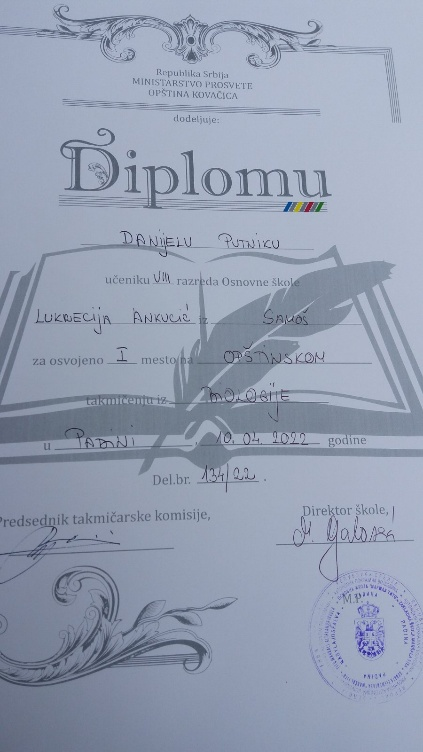 Republika Srbija
MINISTARSTVO PROSVETE
OPŠTINA KOVAČICA
dodeljuje:
Diplomu
DANIJELU PUTNIKU
učeniku VIII razreda Osnovne škole
LUKRECIJA ANKUCIĆ iz SAMOŠ
za osvojeno I mesto na OPŠTINSKOM
takmičenju iz BIOLOGIJE
u PADINI 10.04.2022 godine
Del.br. 134/22.
Predsednik takmičarske komisije,
Direktor škole,
M.P.